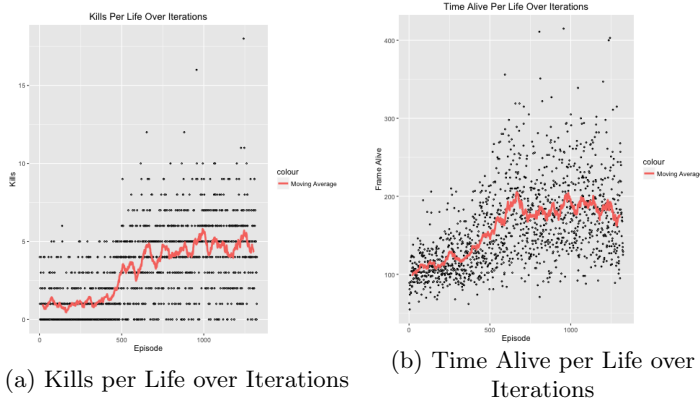 Kills Per Life Over Iterations
15
10
5
0
Kills
0 500 1000
Episode
colour
Moving Average
(a) Kills per Life over Iterations
Time Alive Per Life Over Iterations
400
300
200
100
Frame Alive
0 500 1000
Episode
colour
Moving Average
(b) Time Alive per Life over
Iterations